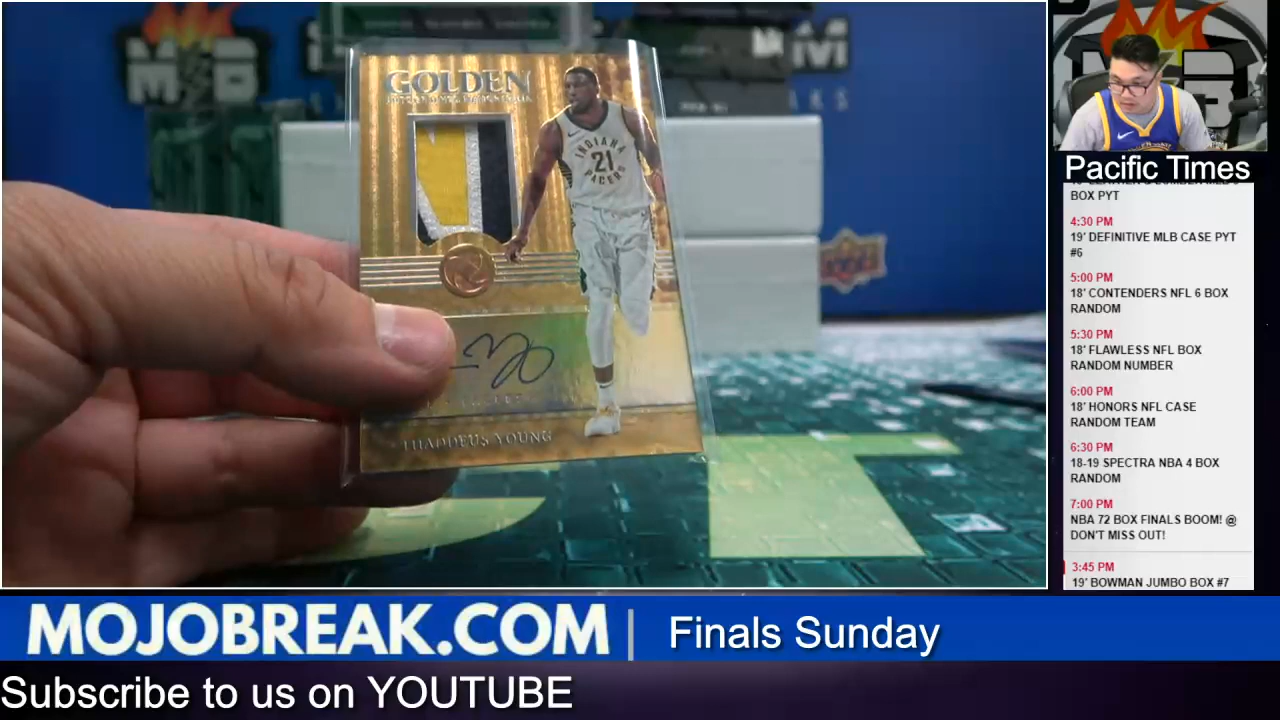 GOLDEN
INDIANA
21
PACERS
THADDEUS YOUNG
Pacific Times
BOX PYT
4:30 PM
19' DEFINITIVE MLB CASE PYT
#6
5:00 PM
18' CONTENDERS NFL 6 BOX
RANDOM
5:30 PM
18' FLAWLESS NFL BOX
RANDOM NUMBER
6:00 PM
18' HONORS NFL CASE
RANDOM TEAM
6:30 PM
18-19 SPECTRA NBA 4 BOX
RANDOM
7:00 PM
NBA 72 BOX FINALS BOOM! @
DON'T MISS OUT!
3:45 PM
19' BOWMAN JUMBO BOX #7
MOJOBREAK.COM | Finals Sunday
Subscribe to us on YOUTUBE